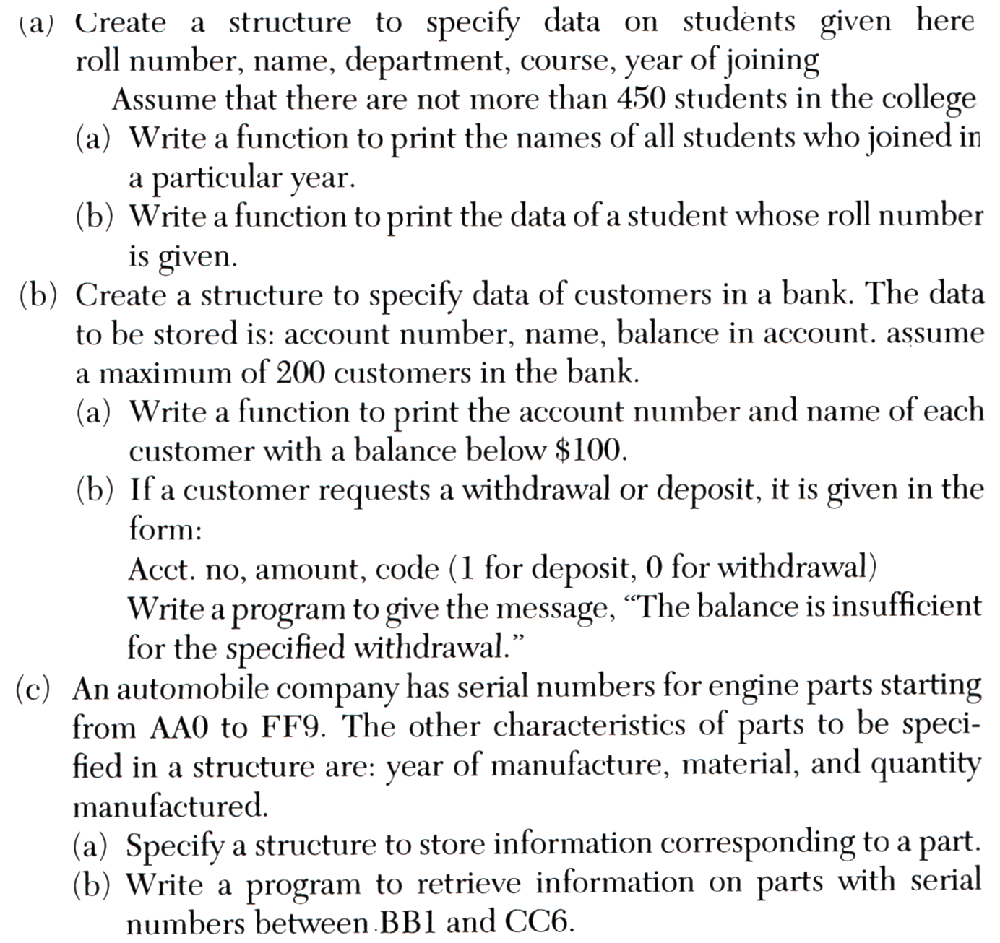 (a) Create a structure to specify data on students given here
roll number, name, department, course, year of joining
Assume that there are not more than 450 students in the college
(a) Write a function to print the names of all students who joined in
a particular year.
(b) Write a function to print the data of a student whose roll number
is given.
(b) Create a structure to specify data of customers in a bank. The data
to be stored is: account number, name, balance in account. assume
a maximum of 200 customers in the bank.
(a) Write a function to print the account number and name of each
customer with a balance below $100.
(b) If a customer requests a withdrawal or deposit, it is given in the
form:
Acct. no, amount, code (1 for deposit, 0 for withdrawal)
Write a program to give the message, “The balance is insufficient
for the specified withdrawal.”
(c) An automobile company has serial numbers for engine parts starting
from AA0 to FF9. The other characteristics of parts to be speci-
fied in a structure are: year of manufacture, material, and quantity
manufactured.
(a) Specify a structure to store information corresponding to a part.
(b) Write a program to retrieve information on parts with serial
numbers between BB1 and CC6.